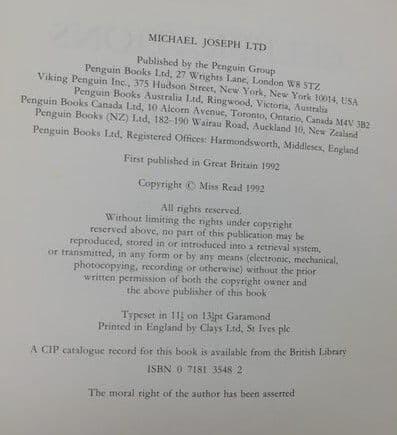 MICHAEL JOSEPH LTD
Published by the Penguin Group
Penguin Books Ltd, 27 Wrights Lane, London W8 5TZ
Viking Penguin Inc., 375 Hudson Street, New York, New York 10014, USA
Penguin Books Australia Ltd, Ringwood, Victoria, Australia
Penguin Books Canada Ltd, 10 Alcorn Avenue, Toronto, Ontario, Canada M4V 3B2
Penguin Books (NZ) Ltd, 182-190 Wairau Road, Auckland 10, New Zealand
Penguin Books Ltd, Registered Offices: Harmondsworth, Middlesex, England
First published in Great Britain 1992
Copyright © Miss Read 1992
All rights reserved.
Without limiting the rights under copyright
reserved above, no part of this publication may be
reproduced, stored in or introduced into a retrieval system,
or transmitted, in any form or by any means (electronic, mechanical,
photocopying, recording or otherwise) without the prior
written permission of both the copyright owner and
the above publisher of this book
Typeset in 11½ on 13½pt Garamond
Printed in England by Clays Ltd, St Ives plc
A CIP catalogue record for this book is available from the British Library
ISBN 0 7181 3548 2
The moral right of the author has been asserted